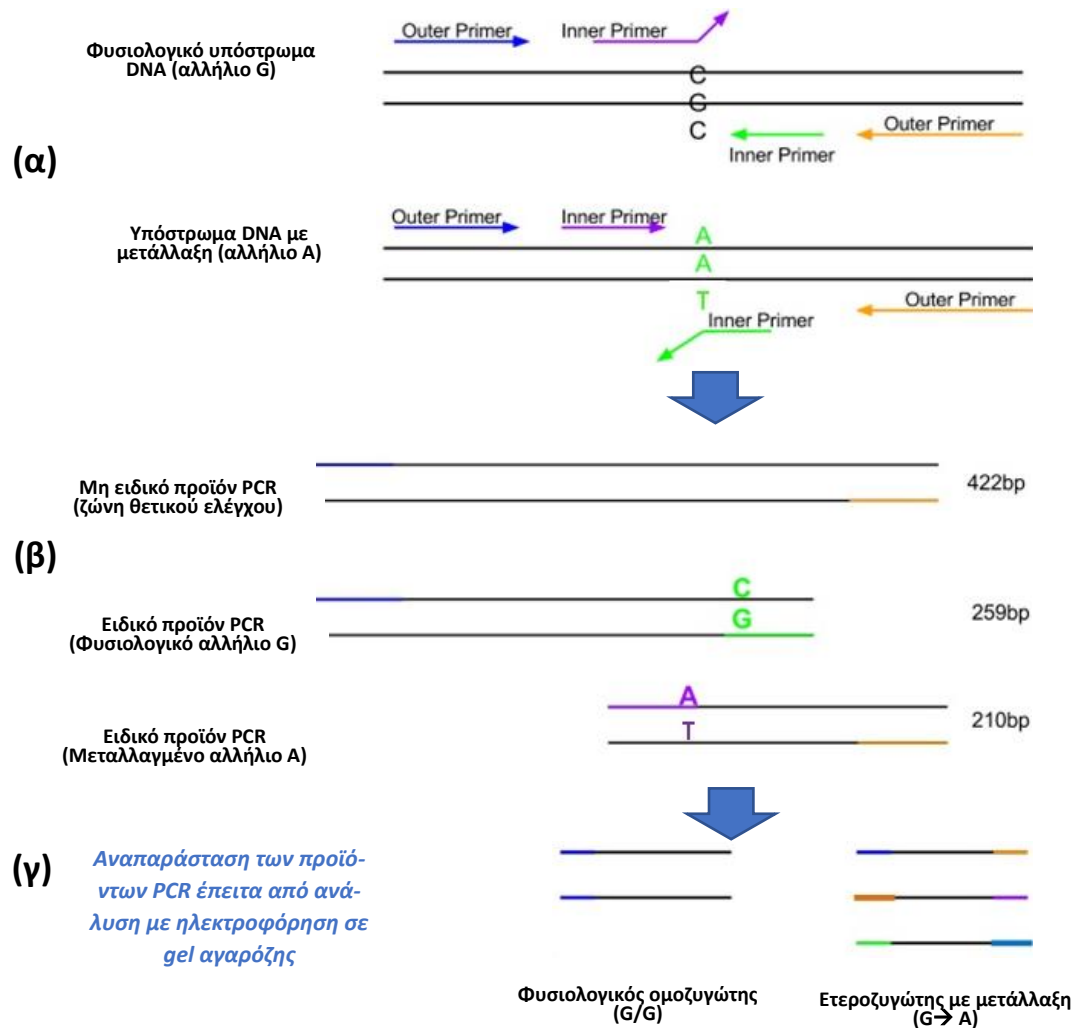 Outer Primer
Inner Primer
Φυσιολογικό υπόστρωμα
DNA (αλλήλιο G)
C
G
C
Outer Primer
Inner Primer
(α)
Outer Primer
Inner Primer
Υπόστρωμα DNA με
μετάλλαξη (αλλήλιο Α)
A
A
T
Outer Primer
Inner Primer
Μη ειδικό προϊόν PCR
(ζώνη θετικού ελέγχου)
422bp
(β)
C
G
Ειδικό προϊόν PCR
(Φυσιολογικό αλλήλιο G)
259bp
A
T
Ειδικό προϊόν PCR
(Μεταλλαγμένο αλλήλιο Α)
210bp
(γ)
Αναπαράσταση των προϊό-
ντων PCR έπειτα από ανά-
λυση με ηλεκτροφόρηση σε
gel αγαρόζης
Φυσιολογικός ομοζυγώτης
(G/G)
Ετεροζυγώτης με μετάλλαξη
(G→ A)